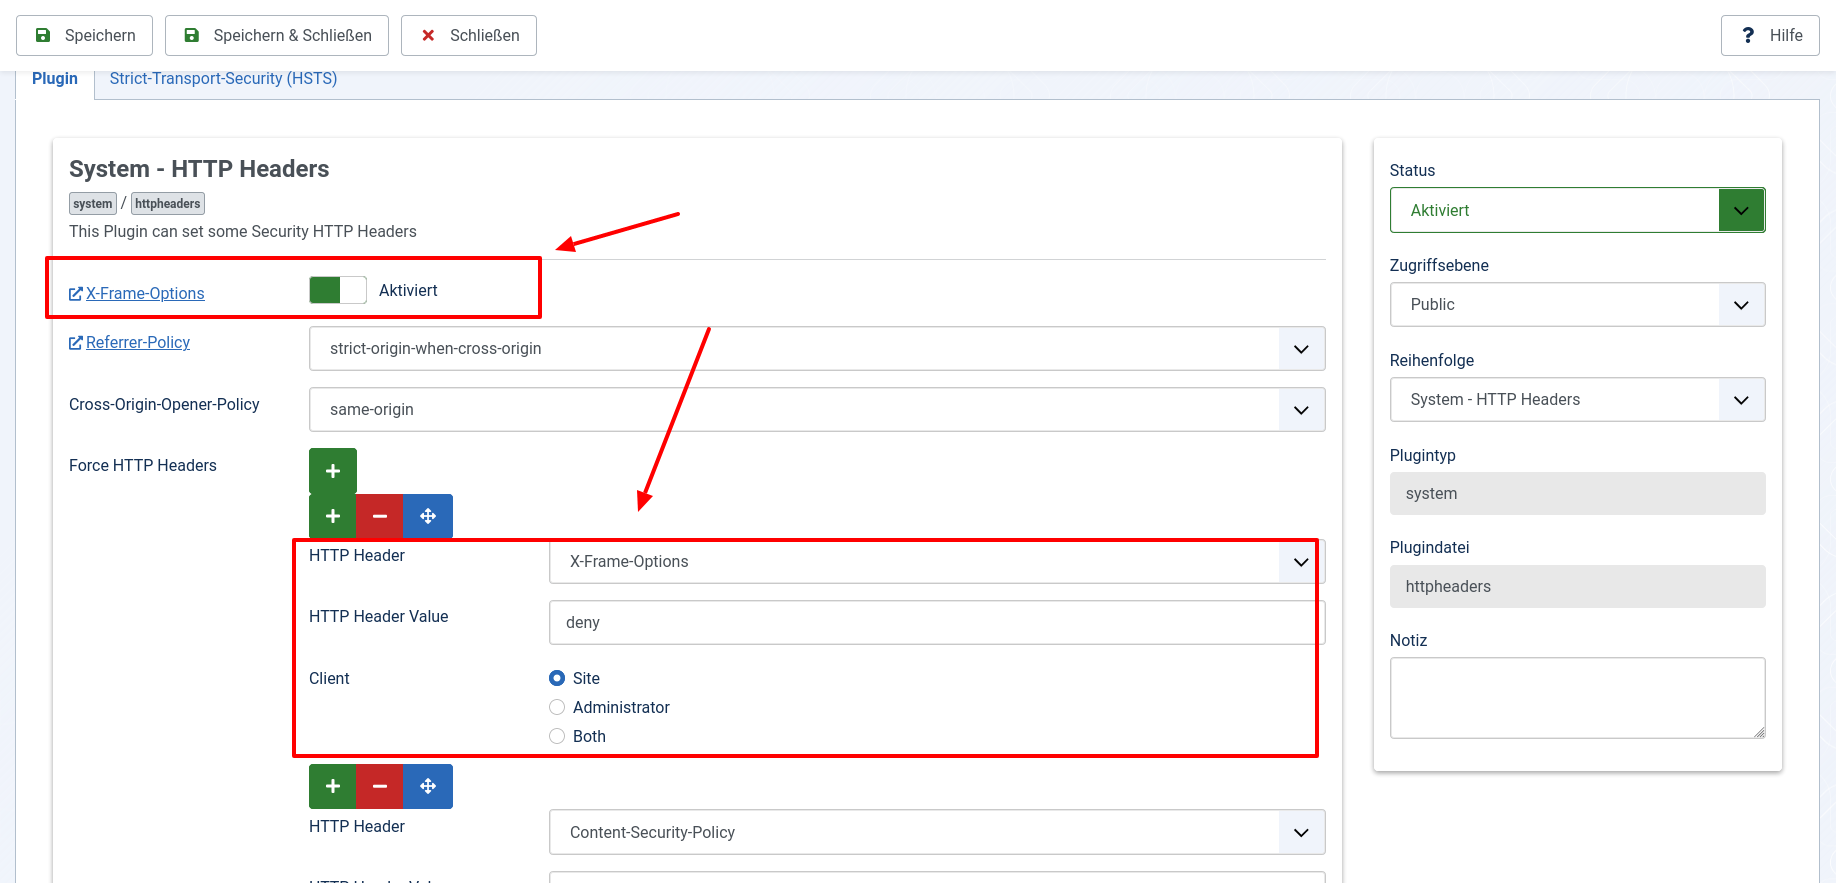 Speichern
Speichern & Schließen
Schließen
Hilfe
Plugin
Strict-Transport-Security (HSTS)
System - HTTP Headers
system / httpheaders
This Plugin can set some Security HTTP Headers
X-Frame-Options
Aktiviert
Referrer-Policy
strict-origin-when-cross-origin
Cross-Origin-Opener-Policy
same-origin
Force HTTP Headers
HTTP Header
X-Frame-Options
HTTP Header Value
deny
Client
Site
Administrator
Both
HTTP Header
Content-Security-Policy
Status
Aktiviert
Zugriffsebene
Public
Reihenfolge
System - HTTP Headers
Plugintyp
system
Plugindatei
httpheaders
Notiz